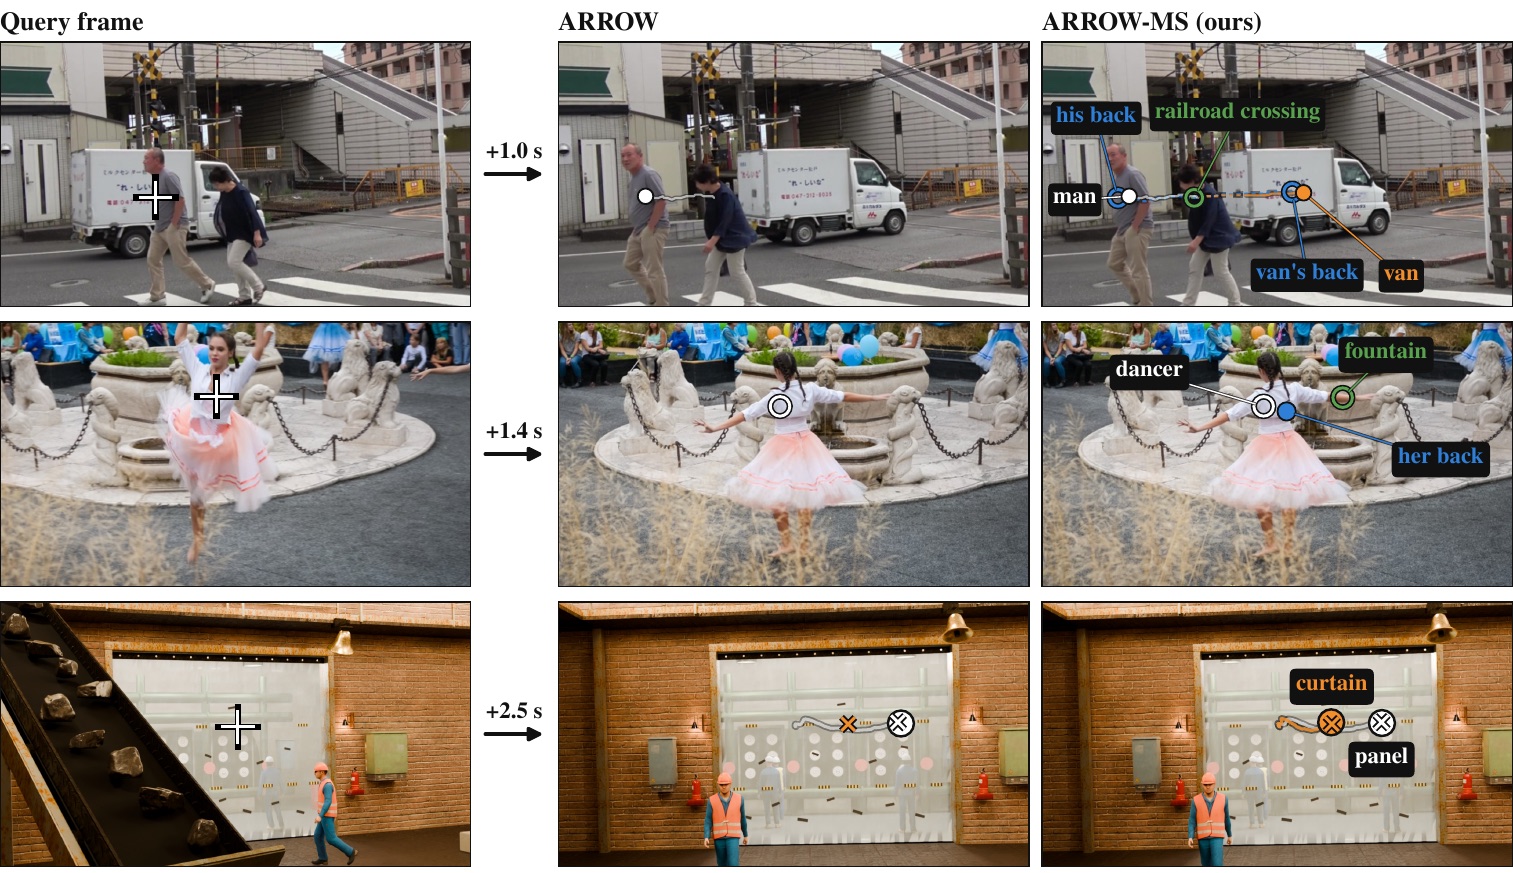 Query frame
ARROW
ARROW-MS (ours)
+1.0 s
his back
railroad crossing
man
van's back
van
+1.4 s
dancer
fountain
her back
+2.5 s
curtain
panel